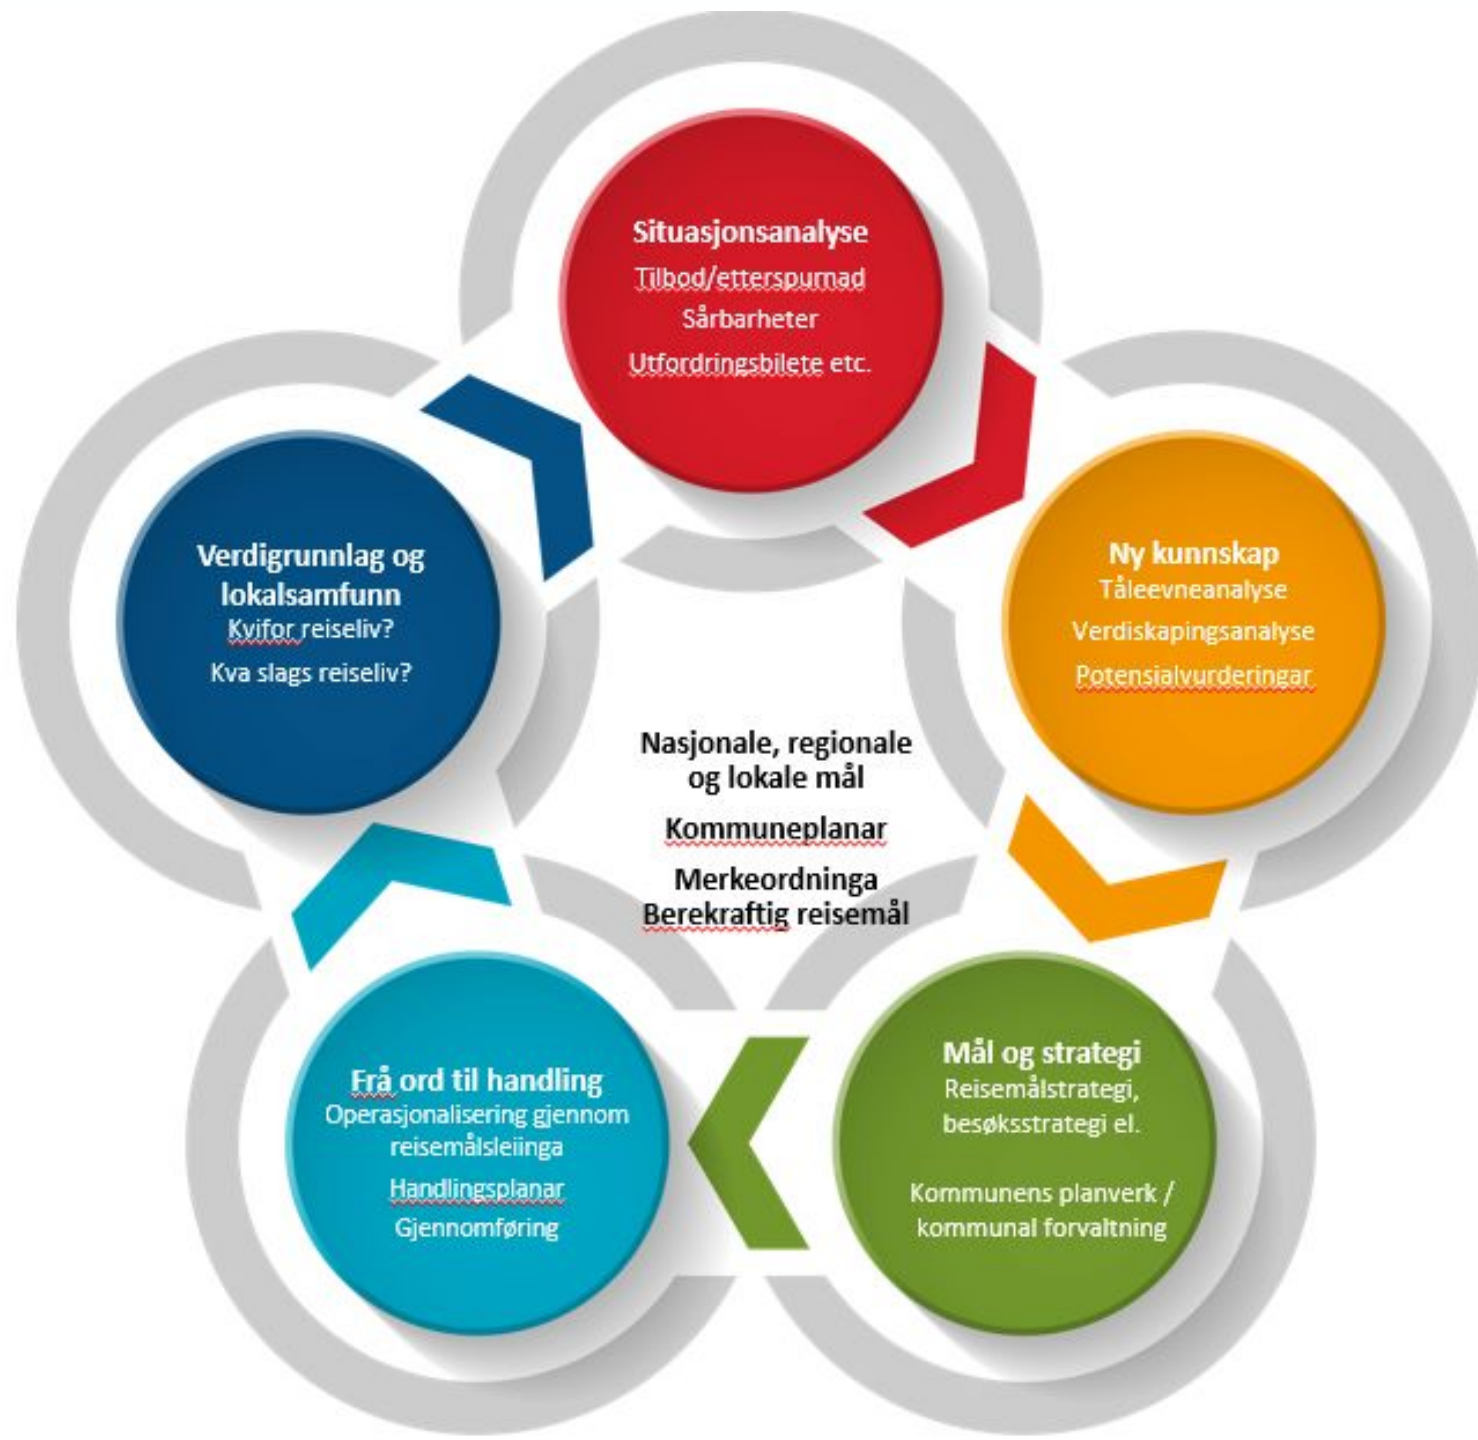 Situasjonsanalyse
Tilbod/etterspurnad
Sårbarheter
Utfordringsbilete etc.
Ny kunnskap
Tåleevneanalyse
Verdiskapingsanalyse
Potensialvurderingar
Mål og strategi
Reisemålstrategi,
besøksstrategi el.
Kommunens planverk /
kommunal forvaltning
Frå ord til handling
Operasjonalisering gjennom
reisemålsleiinga
Handlingsplanar
Gjennomføring
Verdigrunnlag og
lokalsamfunn
Kvifor reiseliv?
Kva slags reiseliv?
Nasjonale, regionale
og lokale mål
Kommuneplanar
Merkeordninga
Berekraftig reisemål